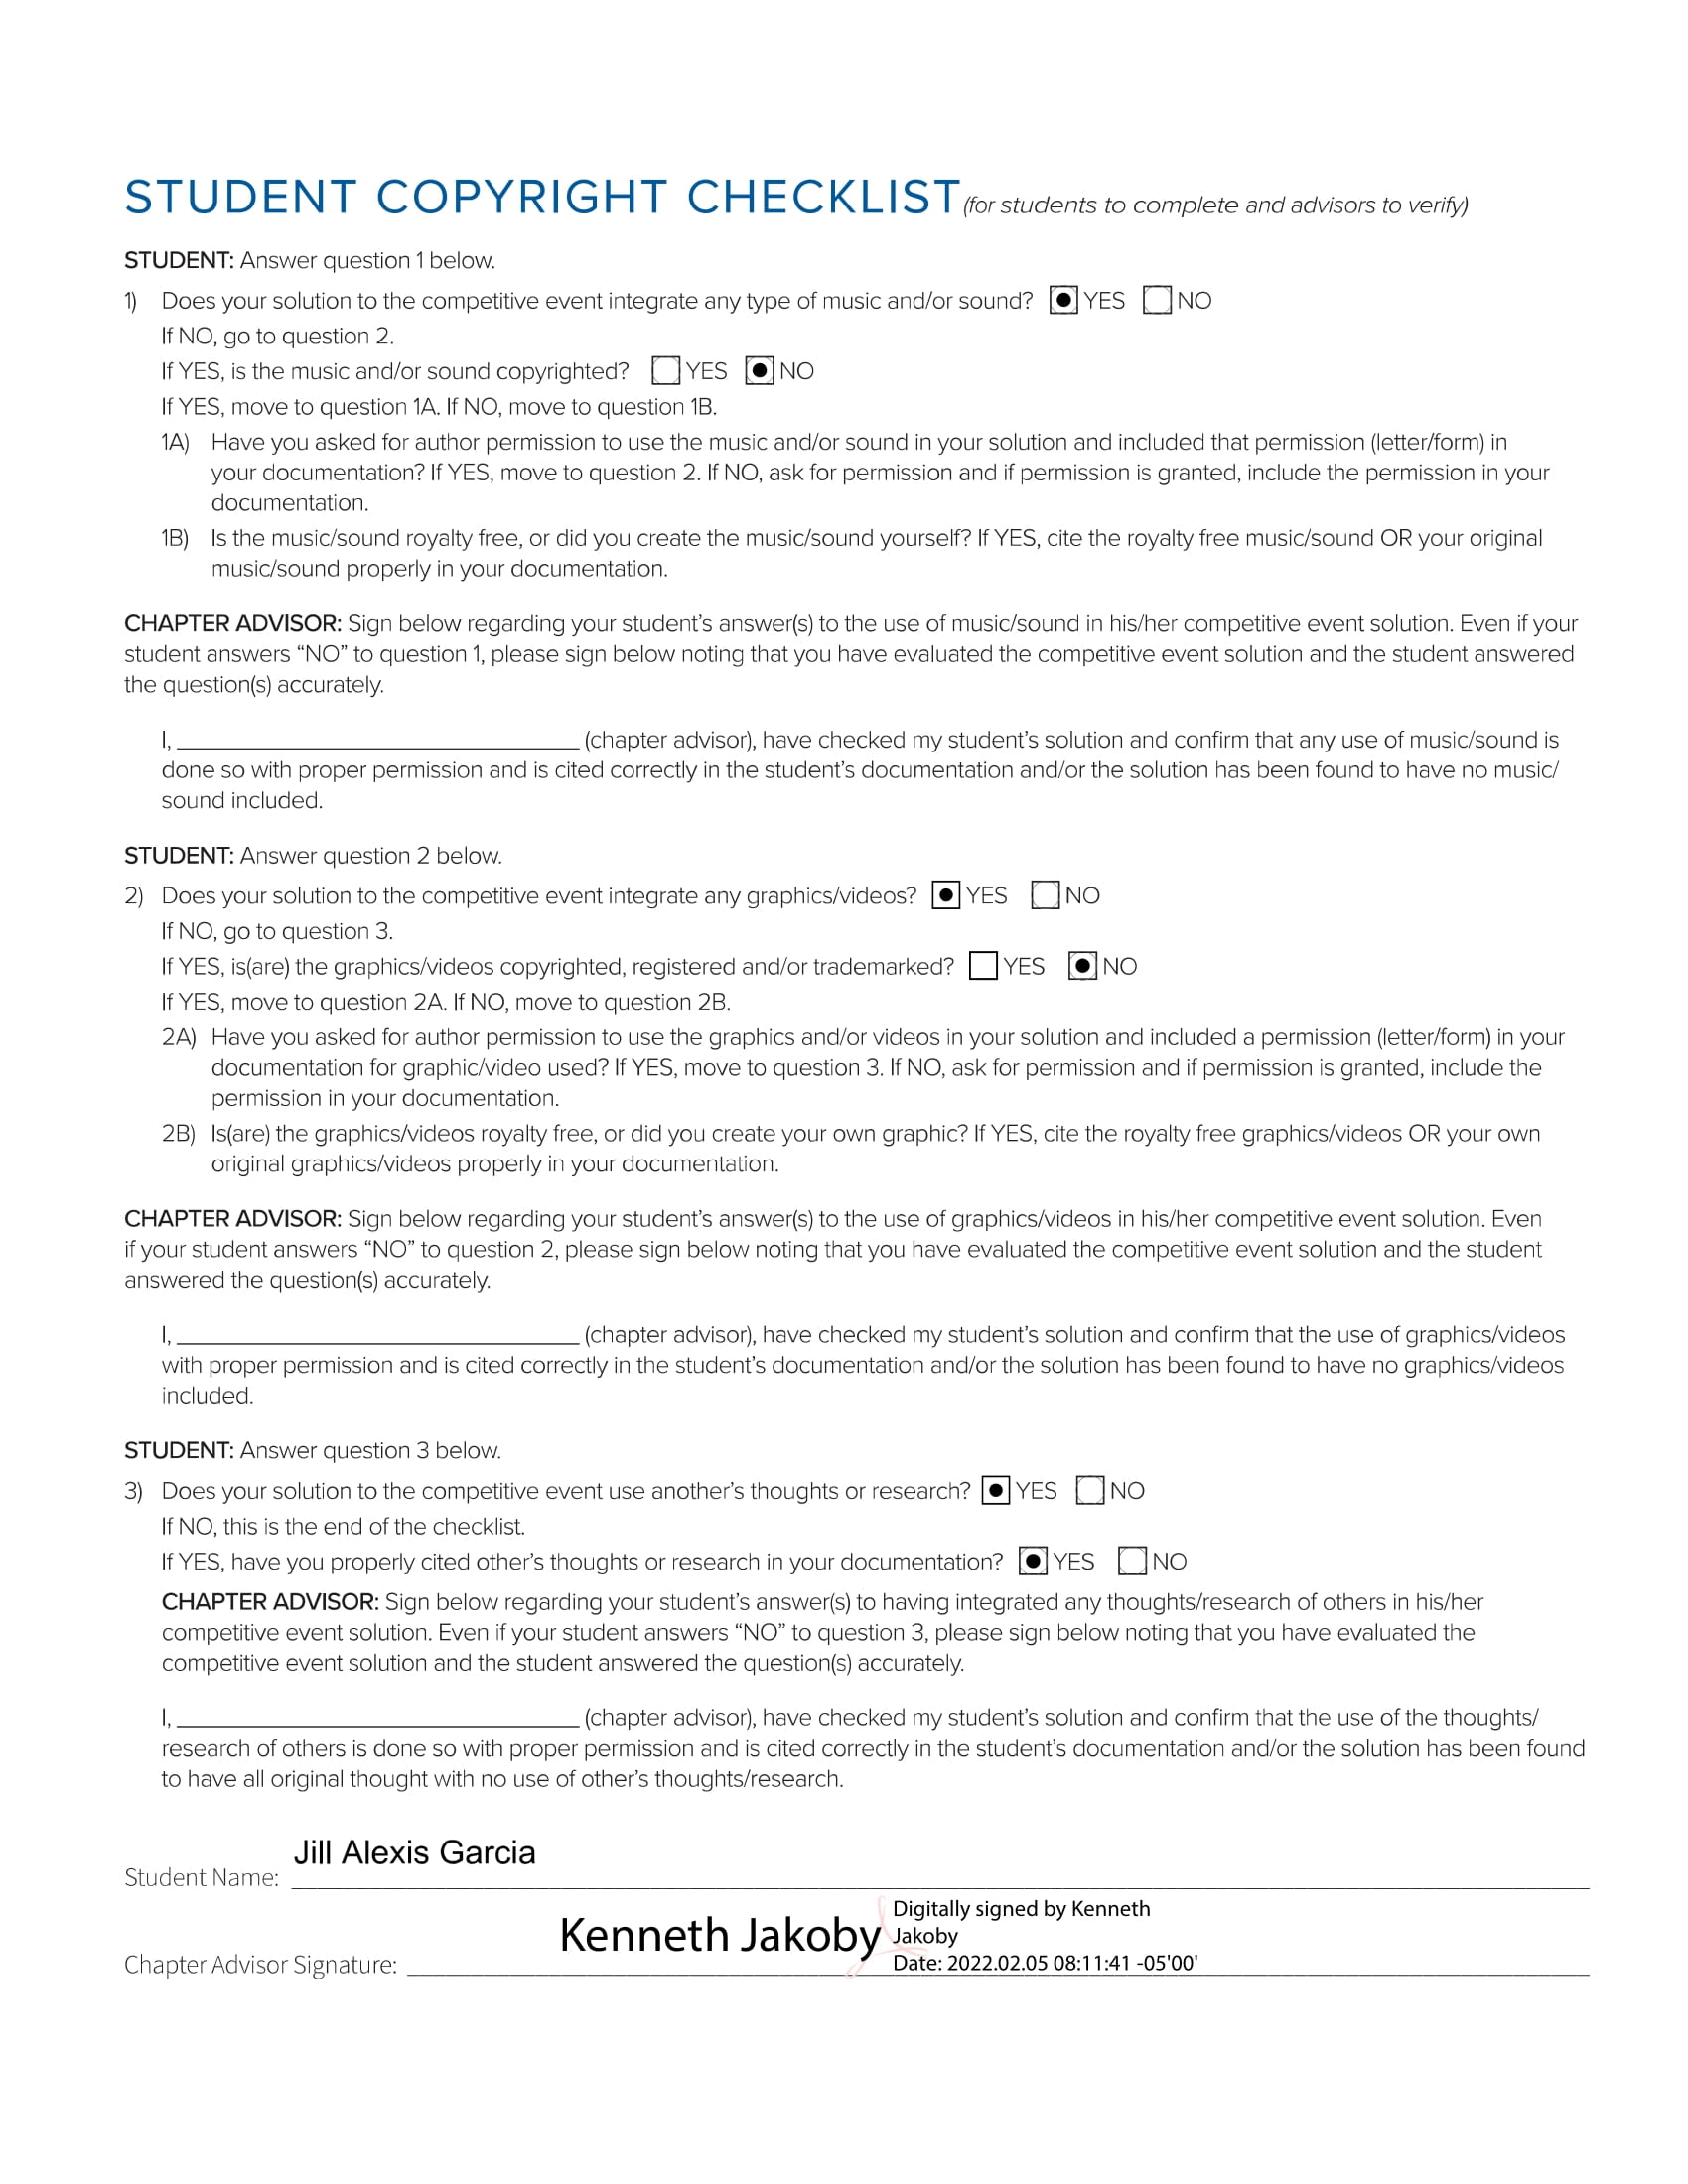 STUDENT COPYRIGHT CHECKLIST (for students to complete and advisors to verify)
STUDENT: Answer question 1 below.
1) Does your solution to the competitive event integrate any type of music and/or sound? YES NO
If NO, go to question 2.
If YES, is the music and/or sound copyrighted? YES NO
If YES, move to question 1A. If NO, move to question 1B.
1A) Have you asked for author permission to use the music and/or sound in your solution and included that permission (letter/form) in
your documentation? If YES, move to question 2. If NO, ask for permission and if permission is granted, include the permission in your
documentation.
1B) Is the music/sound royalty free, or did you create the music/sound yourself? If YES, cite the royalty free music/sound OR your original
music/sound properly in your documentation.
CHAPTER ADVISOR: Sign below regarding your student's answer(s) to the use of music/sound in his/her competitive event solution. Even if your
student answers “NO” to question 1, please sign below noting that you have evaluated the competitive event solution and the student answered
the question(s) accurately.
I, ______________________________ (chapter advisor), have checked my student’s solution and confirm that any use of music/sound is
done so with proper permission and is cited correctly in the student’s documentation and/or the solution has been found to have no music/
sound included.
STUDENT: Answer question 2 below.
2) Does your solution to the competitive event integrate any graphics/videos? YES NO
If NO, go to question 3.
If YES, is(are) the graphics/videos copyrighted, registered and/or trademarked? YES NO
If YES, move to question 2A. If NO, move to question 2B.
2A) Have you asked for author permission to use the graphics and/or videos in your solution and included a permission (letter/form) in your
documentation for graphic/video used? If YES, move to question 3. If NO, ask for permission and if permission is granted, include the
permission in your documentation.
2B) Is(are) the graphics/videos royalty free, or did you create your own graphic? If YES, cite the royalty free graphics/videos OR your own
original graphics/videos properly in your documentation.
CHAPTER ADVISOR: Sign below regarding your student’s answer(s) to the use of graphics/videos in his/her competitive event solution. Even
if your student answers “NO” to question 2, please sign below noting that you have evaluated the competitive event solution and the student
answered the question(s) accurately.
I, ______________________________ (chapter advisor), have checked my student’s solution and confirm that the use of graphics/videos
with proper permission and is cited correctly in the student’s documentation and/or the solution has been found to have no graphics/videos
included.
STUDENT: Answer question 3 below.
3) Does your solution to the competitive event use another’s thoughts or research? YES NO
If NO, this is the end of the checklist.
If YES, have you properly cited other’s thoughts or research in your documentation? YES NO
CHAPTER ADVISOR: Sign below regarding your student’s answer(s) to having integrated any thoughts/research of others in his/her
competitive event solution. Even if your student answers “NO” to question 3, please sign below noting that you have evaluated the
competitive event solution and the student answered the question(s) accurately.
I, ______________________________ (chapter advisor), have checked my student’s solution and confirm that the use of the thoughts/
research of others is done so with proper permission and is cited correctly in the student’s documentation and/or the solution has been found
to have all original thought with no use of other’s thoughts/research.
Student Name: Jill Alexis Garcia
Chapter Advisor Signature: Kenneth Jakoby
Digitally signed by Kenneth
Jakoby
Date: 2022.02.05 08:11:41 -05'00'